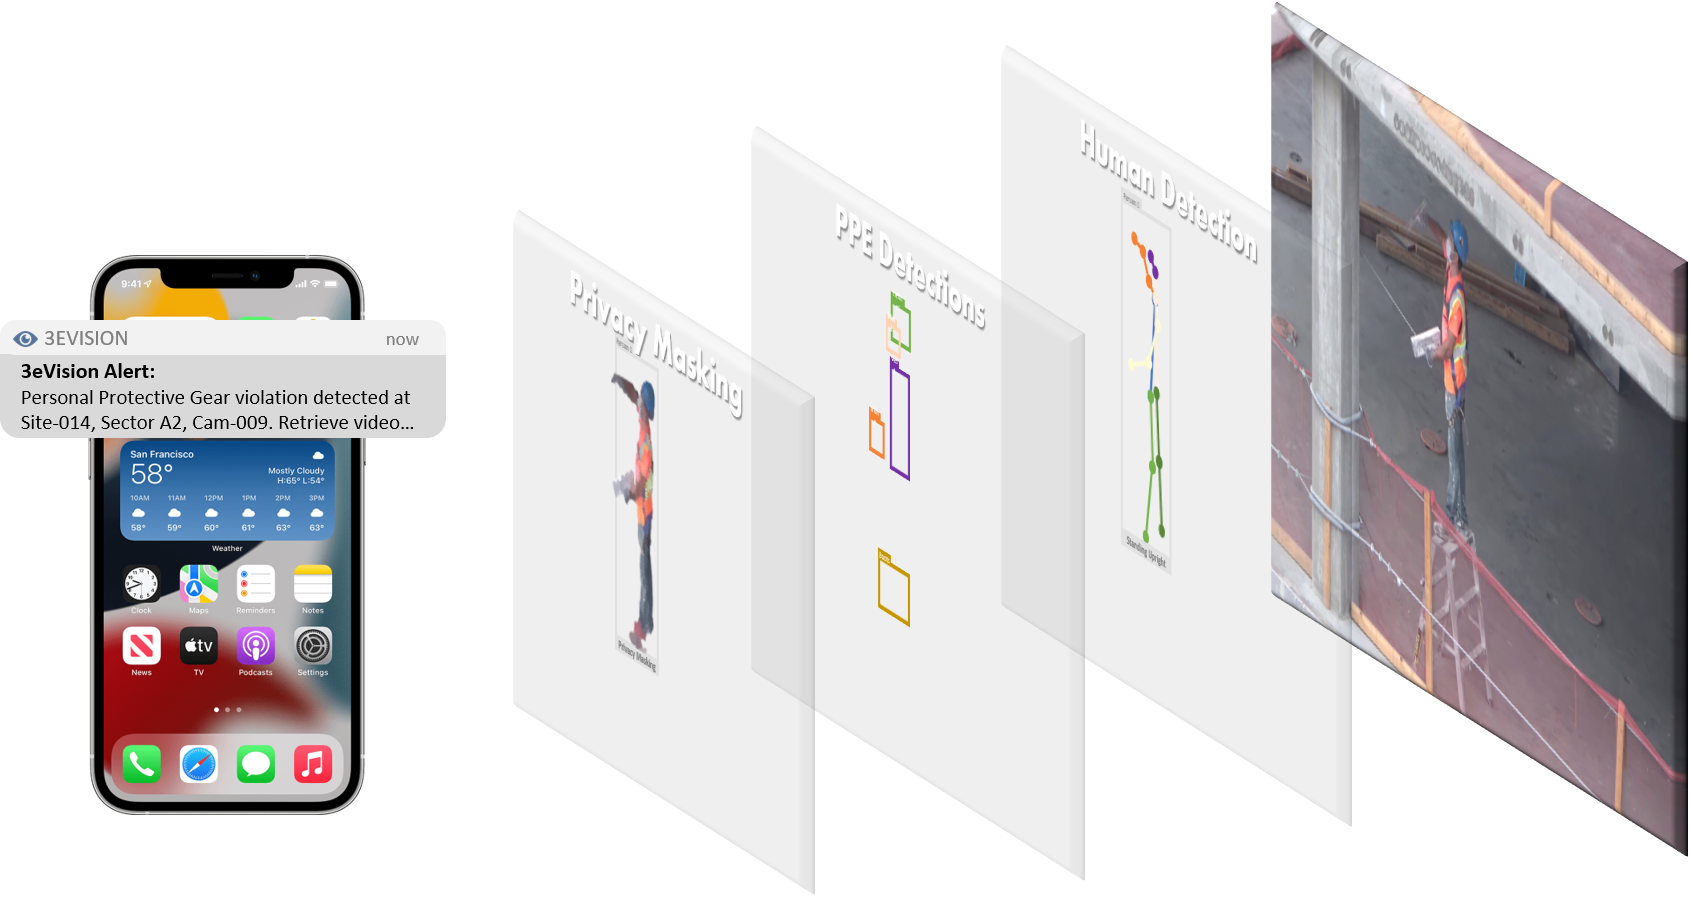 9:41
3EVISION
now
3eVision Alert:
Personal Protective Gear violation detected at
Site-014, Sector A2, Cam-009. Retrieve video...
San Francisco
58°
Mostly Cloudy
H:65° L:54°
10AM 11AM 12PM 1PM 2PM 3PM
58° 59° 60° 61° 63° 63°
Weather
Clock Maps Reminders Notes
tv
News TV Podcasts Settings
Privacy Masking
Privacy Masking
PPE Detections
Human Detection
Standing Upright